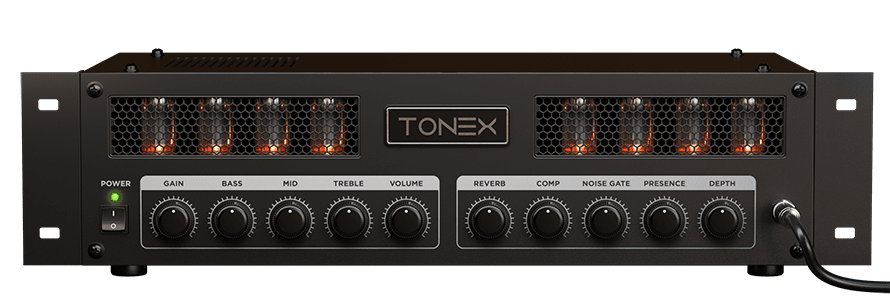 TONEX
POWER
GAIN BASS MID TREBLE VOLUME
REVERB COMP NOISE GATE PRESENCE DEPTH
I
O